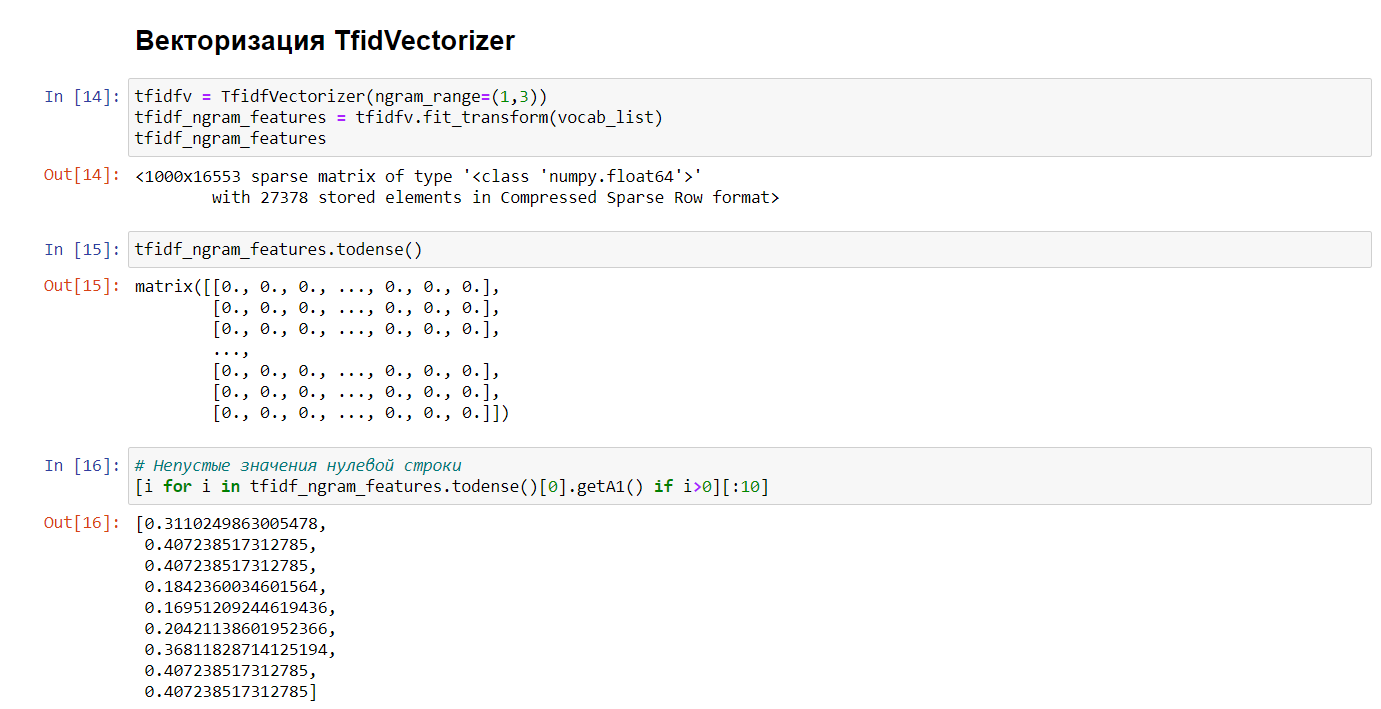 Векторизация TfidVectorizer
In [14]: tfidfv = TfidfVectorizer(ngram_range=(1,3))
tfidf_ngram_features = tfidfv.fit_transform(vocab_list)
tfidf_ngram_features
Out[14]: <1000x16553 sparse matrix of type '<class 'numpy.float64'>'
with 27378 stored elements in Compressed Sparse Row format>
In [15]: tfidf_ngram_features.todense()
Out[15]: matrix([[0., 0., 0., ..., 0., 0., 0.],
[0., 0., 0., ..., 0., 0., 0.],
[0., 0., 0., ..., 0., 0., 0.],
...,
[0., 0., 0., ..., 0., 0., 0.],
[0., 0., 0., ..., 0., 0., 0.],
[0., 0., 0., ..., 0., 0., 0.]])
In [16]: # Непустые значения нулевой строки
[i for i in tfidf_ngram_features.todense()[0].getA1() if i>0][:10]
Out[16]: [0.3110249863005478,
0.407238517312785,
0.407238517312785,
0.1842360034601564,
0.16951209244619436,
0.20421138601952366,
0.36811828714125194,
0.407238517312785,
0.407238517312785]